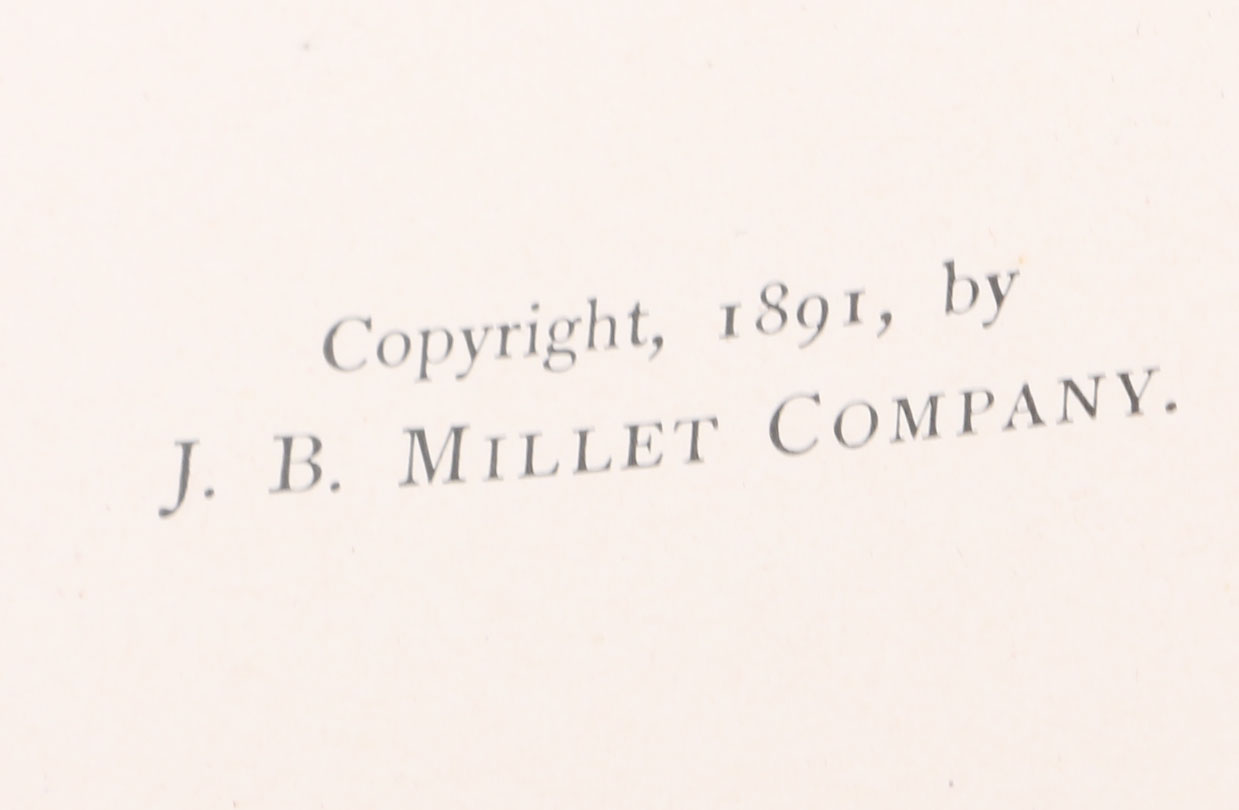 Copyright, 1891, by
J. B. MILLET COMPANY.